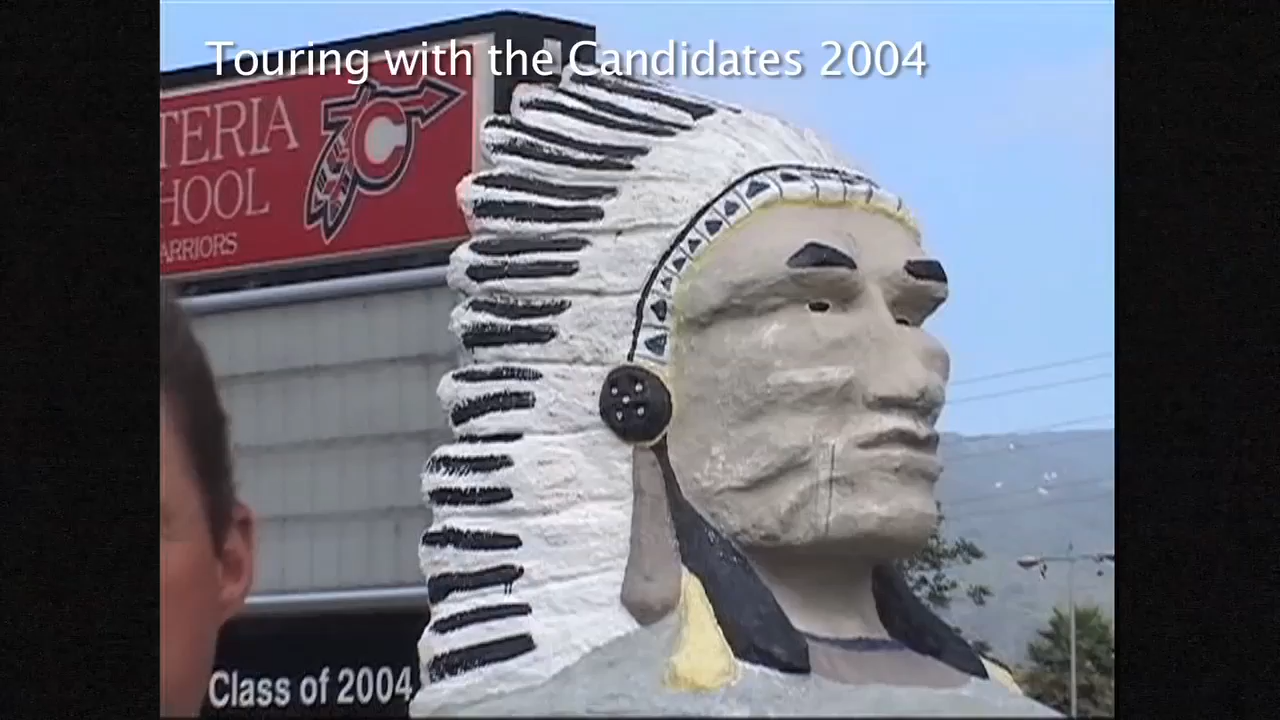 Touring with the Candidates 2004
TERIA
HOOL
ARRIORS
C
Class of 2004